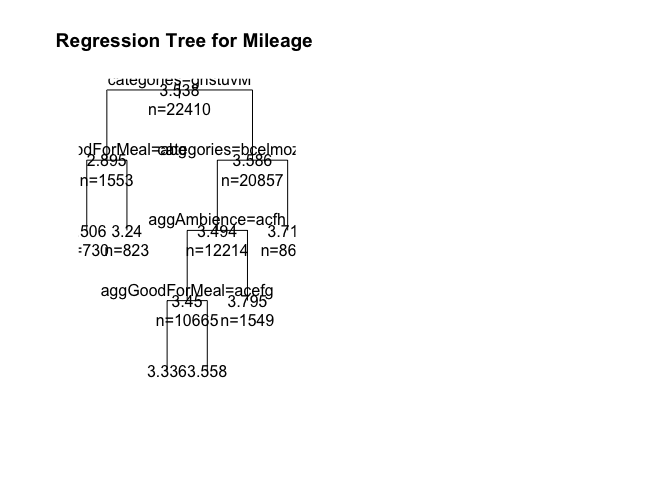 Regression Tree for Mileage
categories=ghstuvM
3.538
n=22410
categories=bcelmoz
2.895
3.586
n=1553
n=20857
aggAmbience=acfh
506
3.24
3.494
3.71
=730
n=823
n=12214
n=86
aggGoodForMeal=acefg
3.45
3.795
n=10665
n=1549
3.336
3.558